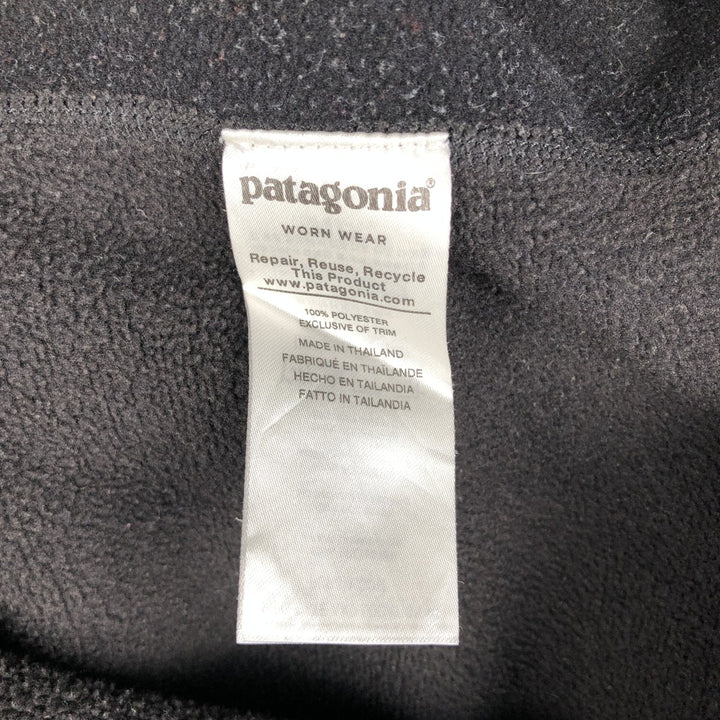 patagonia®
WORN WEAR
Repair, Reuse, Recycle
This Product
www.patagonia.com
100% POLYESTER
EXCLUSIVE OF TRIM
MADE IN THAILAND
FABRIQUÉ EN THAÏLANDE
HECHO EN TAILANDIA
FATTO IN TAILANDIA